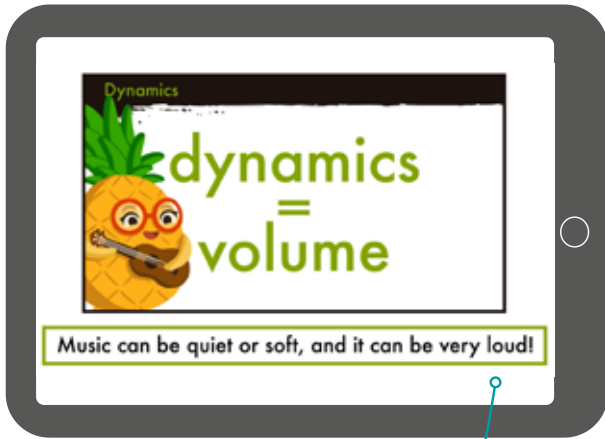 Dynamics
dynamics
=
volume
Music can be quiet or soft, and it can be very loud!